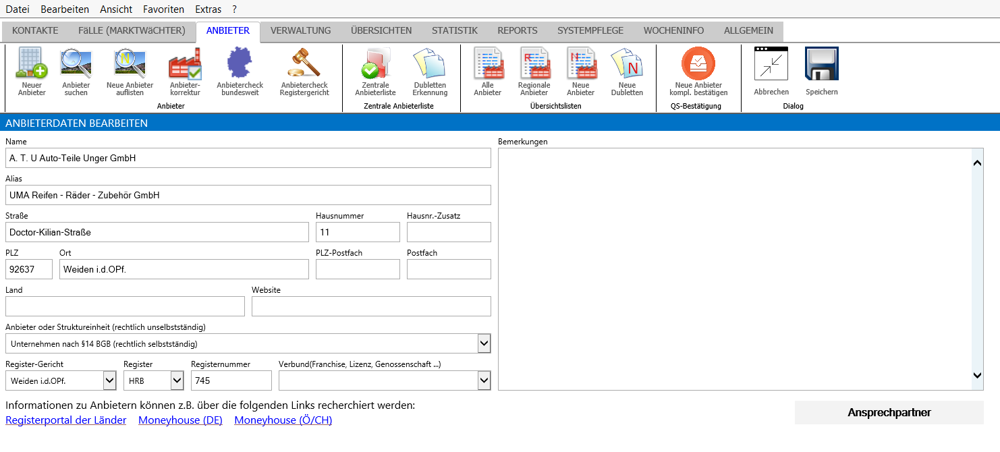 Datei Bearbeiten Ansicht Favoriten Extras ?
KONTAKTE FäLLE (MARKTWäCHTER) ANBIETER VERWALTUNG ÜBERSICHTEN STATISTIK REPORTS SYSTEMPFLEGE WOCHENINFO ALLGEMEIN
Neuer Anbieter Neue Anbieter Anbieter- Anbietercheck Anbietercheck Zentrale Dubletten Alle Regionale Neue Neue Neue Anbieter Abbrechen Speichern
Anbieter suchen auflisten korrektur bundesweit Registergericht Anbieterliste Erkennung Anbieter Anbieter Anbieter Dubletten kompl. bestätigen
Anbieter Zentrale Anbieterliste Übersichtslisten QS-Bestätigung Dialog
ANBIETERDATEN BEARBEITEN
Name Bemerkungen
A. T. U Auto-Teile Unger GmbH
Alias
UMA Reifen - Räder - Zubehör GmbH
Straße Hausnummer Hausnr.-Zusatz
Doctor-Kilian-Straße 11
PLZ Ort PLZ-Postfach Postfach
92637 Weiden i.d.OPf.
Land Website
Anbieter oder Struktureinheit (rechtlich unselbstständig)
Unternehmen nach §14 BGB (rechtlich selbstständig)
Register-Gericht Register Registernummer Verbund(Franchise, Lizenz, Genossenschaft ...)
Weiden i.d.OPf. HRB 745
Informationen zu Anbietern können z.B. über die folgenden Links recherchiert werden:
Registerportal der Länder Moneyhouse (DE) Moneyhouse (Ö/CH)
Ansprechpartner